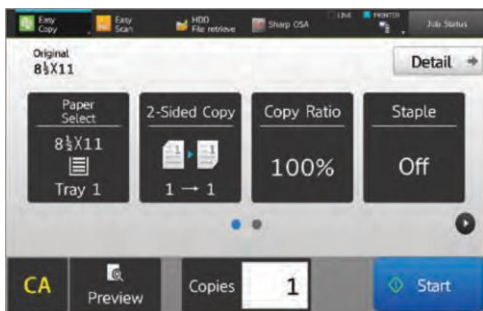 Easy
Copy
Easy
Scan
HDD
File retrieve
Sharp OSA
LINE
PRINTER
Job Status
Original
8½X11
Detail
Paper
Select
8½X11
Tray 1
2-Sided Copy
1 1
1 → 1
Copy Ratio
100%
Staple
Off
CA
Preview
Copies
1
Start